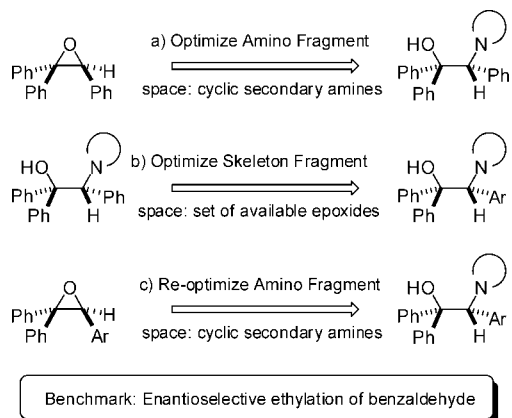 O
a) Optimize Amino Fragment
HO
N
Ph
H
Ph
Ph
Ph
Ph
space: cyclic secondary amines
Ph
Ph
H
HO
N
b) Optimize Skeleton Fragment
HO
N
Ph
Ph
Ph
Ar
Ph
H
space: set of available epoxides
Ph
H
O
c) Re-optimize Amino Fragment
HO
N
Ph
H
Ph
Ar
Ph
Ar
space: cyclic secondary amines
Ph
H
Benchmark: Enantioselective ethylation of benzaldehyde